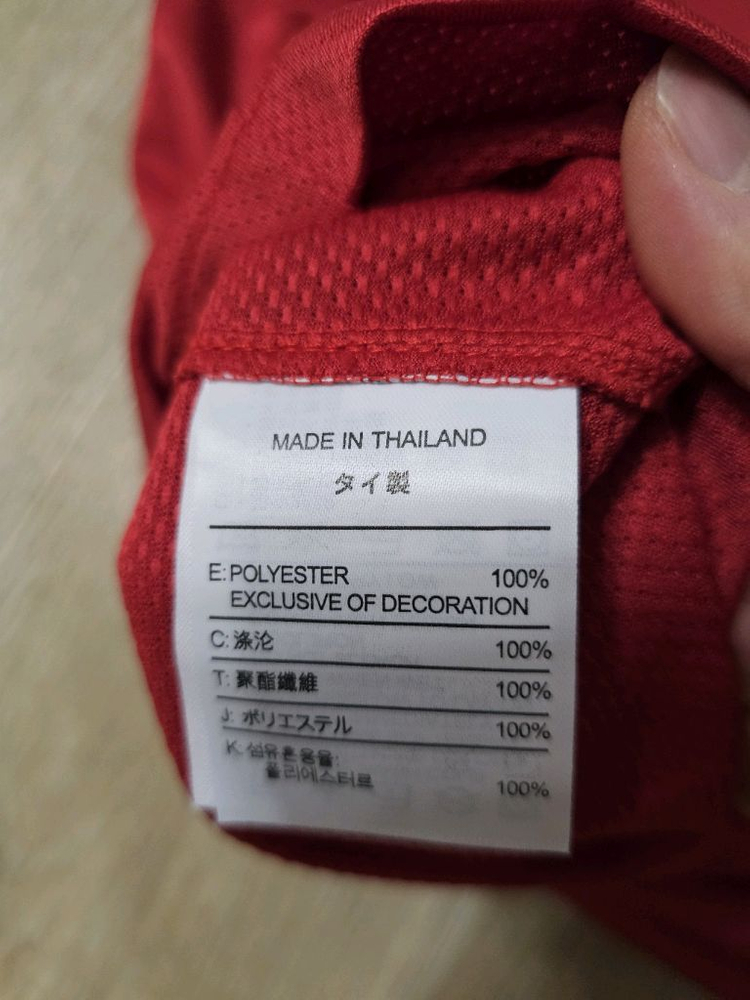 MADE IN THAILAND
タイ製
E: POLYESTER 100%
EXCLUSIVE OF DECORATION
C: 涤沦 100%
T: 聚酯纖維 100%
J: ポリエステル 100%
K: 섬유혼용율:
폴리에스터르 100%